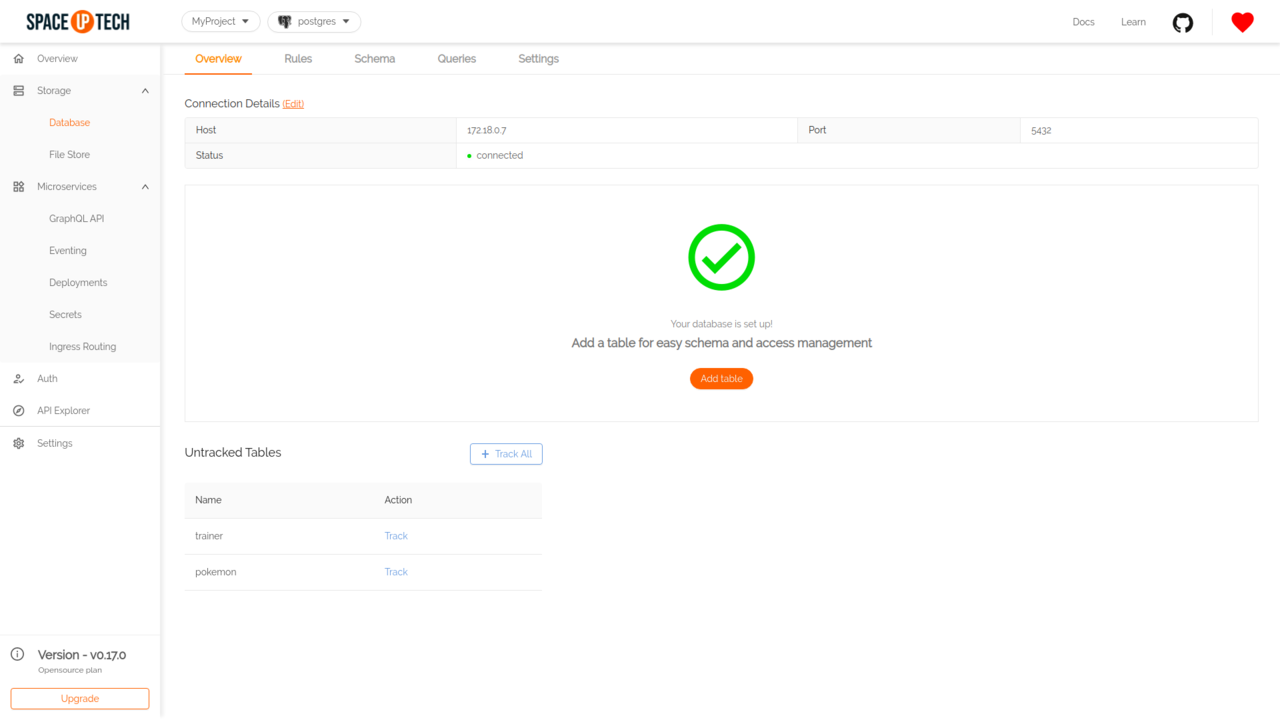 SPACE UP TECH
MyProject
postgres
Docs
Learn
Overview
Storage
Database
File Store
Microservices
GraphQL API
Eventing
Deployments
Secrets
Ingress Routing
Auth
API Explorer
Settings
Version - v0.17.0
Opensource plan
Upgrade
Overview Rules Schema Queries Settings
Connection Details (Edit)
Host 172.18.0.7 Port 5432
Status connected
Your database is set up!
Add a table for easy schema and access management
Add table
Untracked Tables
+ Track All
Name Action
trainer Track
pokemon Track